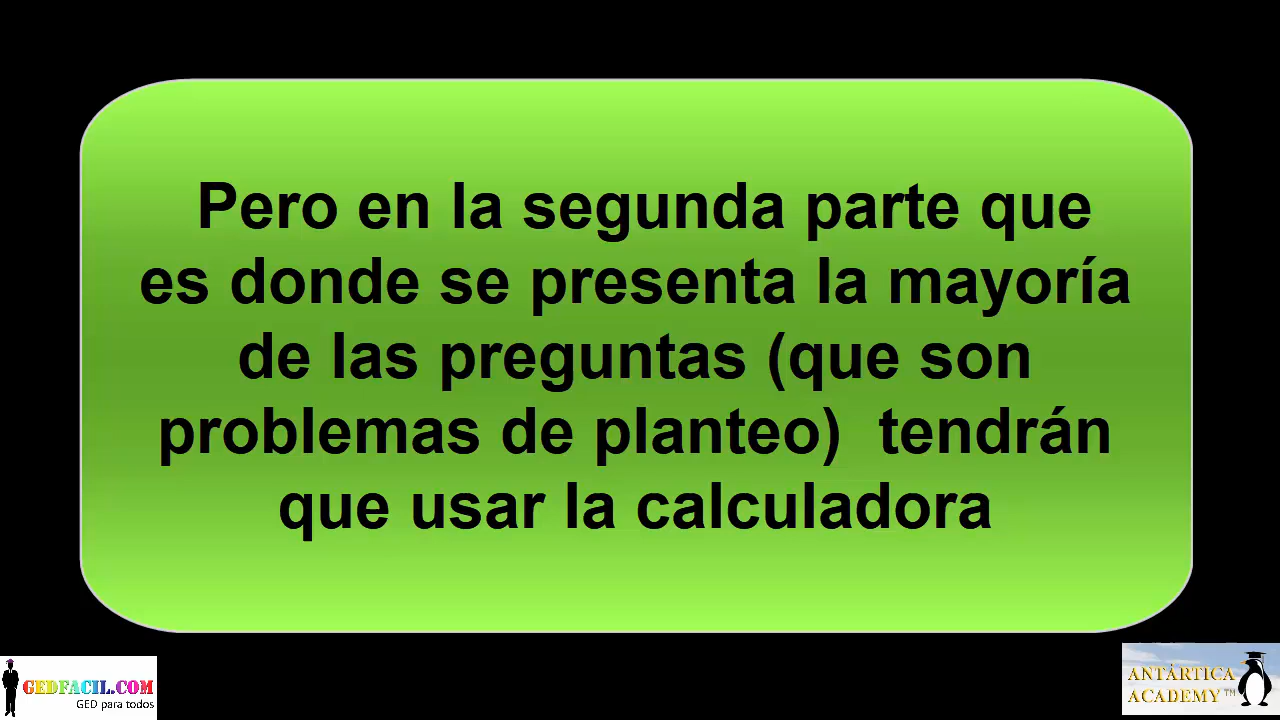 Pero en la segunda parte que
es donde se presenta la mayoría
de las preguntas (que son
problemas de planteo) tendrán
que usar la calculadora
GEDFACIL.COM
GED para todos
ANTÁRTICA
ACADEMY™